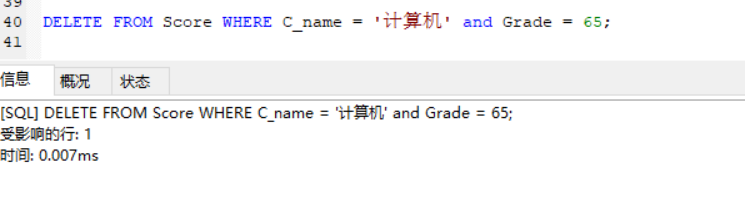 39
40 DELETE FROM Score WHERE C_name = '计算机' and Grade = 65;
41
信息 概况 状态
[SQL] DELETE FROM Score WHERE C_name = '计算机' and Grade = 65;
受影响的行: 1
时间: 0.007ms